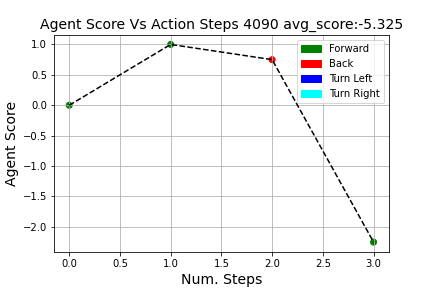 Agent Score Vs Action Steps 4090 avg_score:-5.325
Agent Score
1.0
0.5
0.0
−0.5
−1.0
−1.5
−2.0
Forward
Back
Turn Left
Turn Right
0.0 0.5 1.0 1.5 2.0 2.5 3.0
Num. Steps